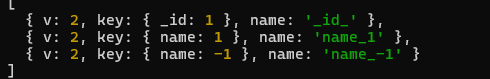 [
{ v: 2, key: { _id: 1 }, name: '_id_' },
{ v: 2, key: { name: 1 }, name: 'name_1' },
{ v: 2, key: { name: -1 }, name: 'name_-1' }
]